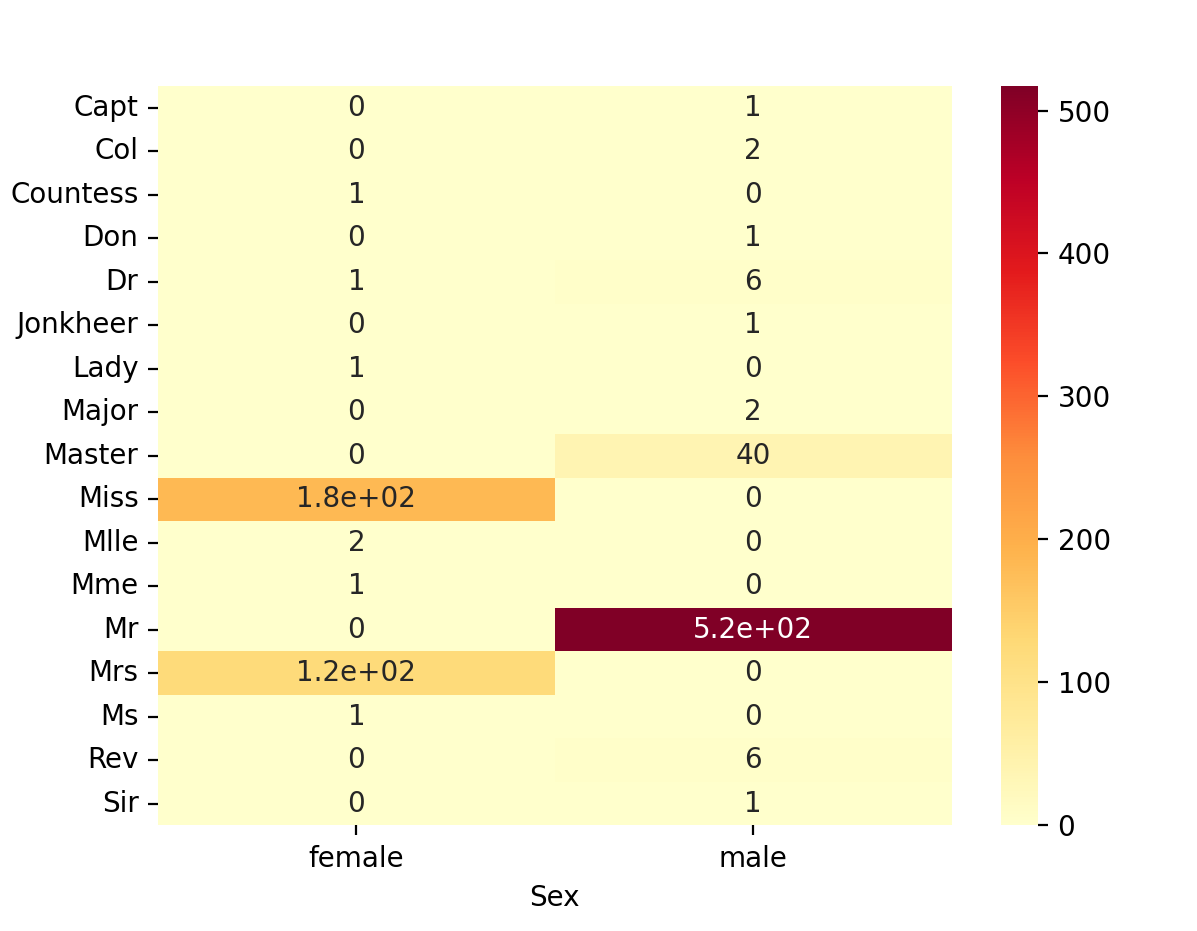 Capt 0 1 500
Col 0 2
Countess 1 0
Don 0 1 400
Dr 1 6
Jonkheer 0 1
Lady 1 0
Major 0 2 300
Master 0 40
Miss 1.8e+02 0
Mlle 2 0 200
Mme 1 0
Mr 0 5.2e+02
Mrs 1.2e+02 0 100
Ms 1 0
Rev 0 6
Sir 0 1 0
female male
Sex